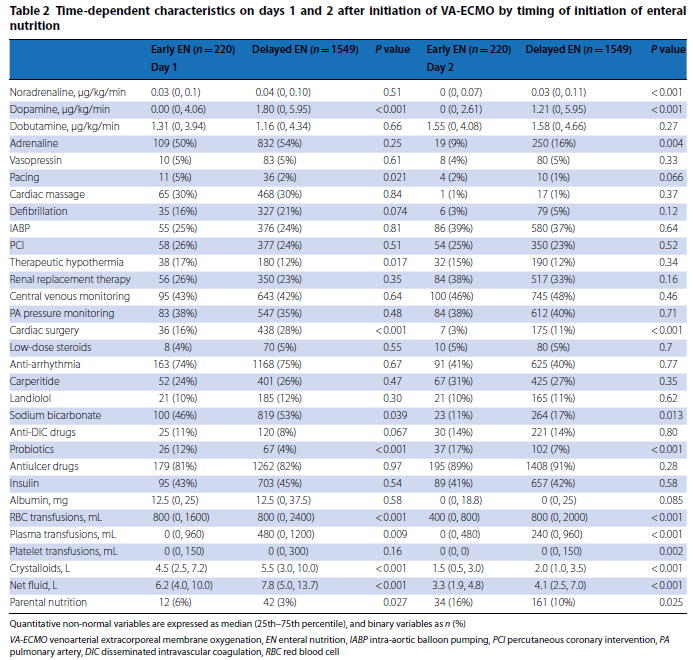 Table 2 Time-dependent characteristics on days 1 and 2 after initiation of VA-ECMO by timing of initiation of enteral
nutrition
Early EN (n = 220) Delayed EN (n = 1549) P value Early EN (n = 220) Delayed EN (n = 1549) P value
Day 1 Day 2
Noradrenaline, µg/kg/min 0.03 (0, 0.1) 0.04 (0, 0.10) 0.51 0 (0, 0.07) 0.03 (0, 0.11) < 0.001
Dopamine, µg/kg/min 0.00 (0, 4.06) 1.80 (0, 5.95) < 0.001 0 (0, 2.61) 1.21 (0, 5.95) < 0.001
Dobutamine, µg/kg/min 1.31 (0, 3.94) 1.16 (0, 4.34) 0.66 1.55 (0, 4.08) 1.58 (0, 4.66) 0.27
Adrenaline 109 (50%) 832 (54%) 0.25 19 (9%) 250 (16%) 0.004
Vasopressin 10 (5%) 83 (5%) 0.61 8 (4%) 80 (5%) 0.33
Pacing 11 (5%) 36 (2%) 0.021 4 (2%) 10 (1%) 0.066
Cardiac massage 65 (30%) 468 (30%) 0.84 1 (1%) 17 (1%) 0.37
Defibrillation 35 (16%) 327 (21%) 0.074 6 (3%) 79 (5%) 0.12
IABP 55 (25%) 376 (24%) 0.81 86 (39%) 580 (37%) 0.64
PCI 58 (26%) 377 (24%) 0.51 54 (25%) 350 (23%) 0.52
Therapeutic hypothermia 38 (17%) 180 (12%) 0.017 32 (15%) 190 (12%) 0.34
Renal replacement therapy 56 (26%) 350 (23%) 0.35 84 (38%) 517 (33%) 0.16
Central venous monitoring 95 (43%) 643 (42%) 0.64 100 (46%) 745 (48%) 0.46
PA pressure monitoring 83 (38%) 547 (35%) 0.48 84 (38%) 612 (40%) 0.71
Cardiac surgery 36 (16%) 438 (28%) < 0.001 7 (3%) 175 (11%) < 0.001
Low-dose steroids 8 (4%) 70 (5%) 0.55 10 (5%) 80 (5%) 0.7
Anti-arrhythmia 163 (74%) 1168 (75%) 0.67 91 (41%) 625 (40%) 0.77
Carperitide 52 (24%) 401 (26%) 0.47 67 (31%) 425 (27%) 0.35
Landiolol 21 (10%) 185 (12%) 0.30 21 (10%) 165 (11%) 0.62
Sodium bicarbonate 100 (46%) 819 (53%) 0.039 23 (11%) 264 (17%) 0.013
Anti-DIC drugs 25 (11%) 120 (8%) 0.067 30 (14%) 221 (14%) 0.80
Probiotics 26 (12%) 67 (4%) < 0.001 37 (17%) 102 (7%) < 0.001
Antiulcer drugs 179 (81%) 1262 (82%) 0.97 195 (89%) 1408 (91%) 0.28
Insulin 95 (43%) 703 (45%) 0.54 89 (41%) 657 (42%) 0.58
Albumin, mg 12.5 (0, 25) 12.5 (0, 37.5) 0.58 0 (0, 18.8) 0 (0, 25) 0.085
RBC transfusions, mL 800 (0, 1600) 800 (0, 2400) < 0.001 400 (0, 800) 800 (0, 2000) < 0.001
Plasma transfusions, mL 0 (0, 960) 480 (0, 1200) 0.009 0 (0, 480) 240 (0, 960) < 0.001
Platelet transfusions, mL 0 (0, 150) 0 (0, 300) 0.16 0 (0, 0) 0 (0, 150) 0.002
Crystalloids, L 4.5 (2.5, 7.2) 5.5 (3.0, 10.0) < 0.001 1.5 (0.5, 3.0) 2.0 (1.0, 3.5) < 0.001
Net fluid, L 6.2 (4.0, 10.0) 7.8 (5.0, 13.7) < 0.001 3.3 (1.9, 4.8) 4.1 (2.5, 7.0) < 0.001
Parental nutrition 12 (6%) 42 (3%) 0.027 34 (16%) 161 (10%) 0.025
Quantitative non-normal variables are expressed as median (25th–75th percentile), and binary variables as n (%)
VA-ECMO venoarterial extracorporeal membrane oxygenation, EN enteral nutrition, IABP intra-aortic balloon pumping, PCI percutaneous coronary intervention, PA
pulmonary artery, DIC disseminated intravascular coagulation, RBC red blood cell